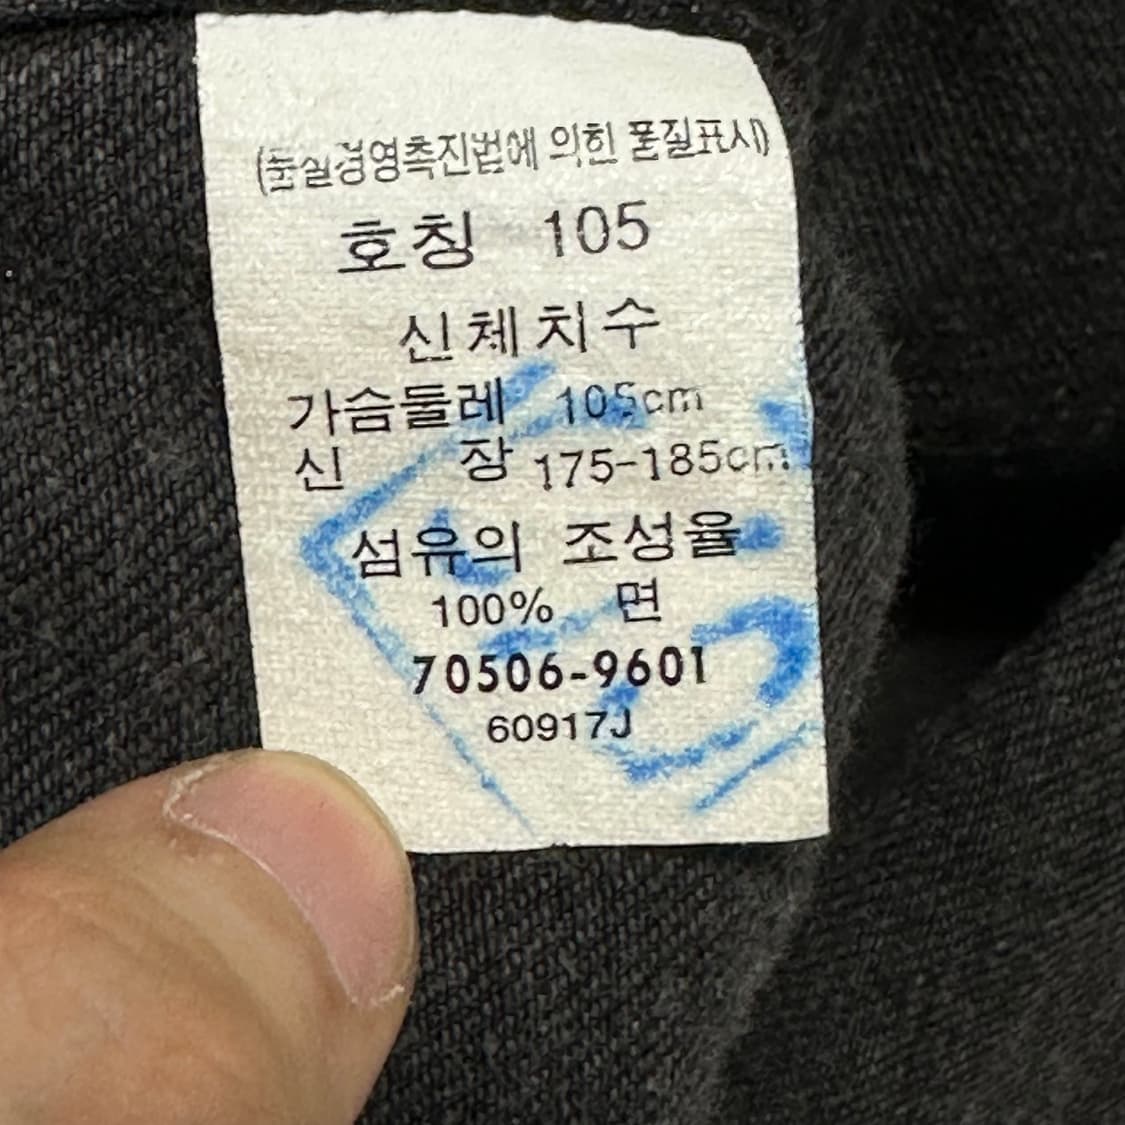 (품질경영촉진법에 의한 품질표시)
호칭 105
신체치수
가슴둘레 105cm
신 장 175-185cm
섬유의 조성율
100% 면
70506-9601
60917J